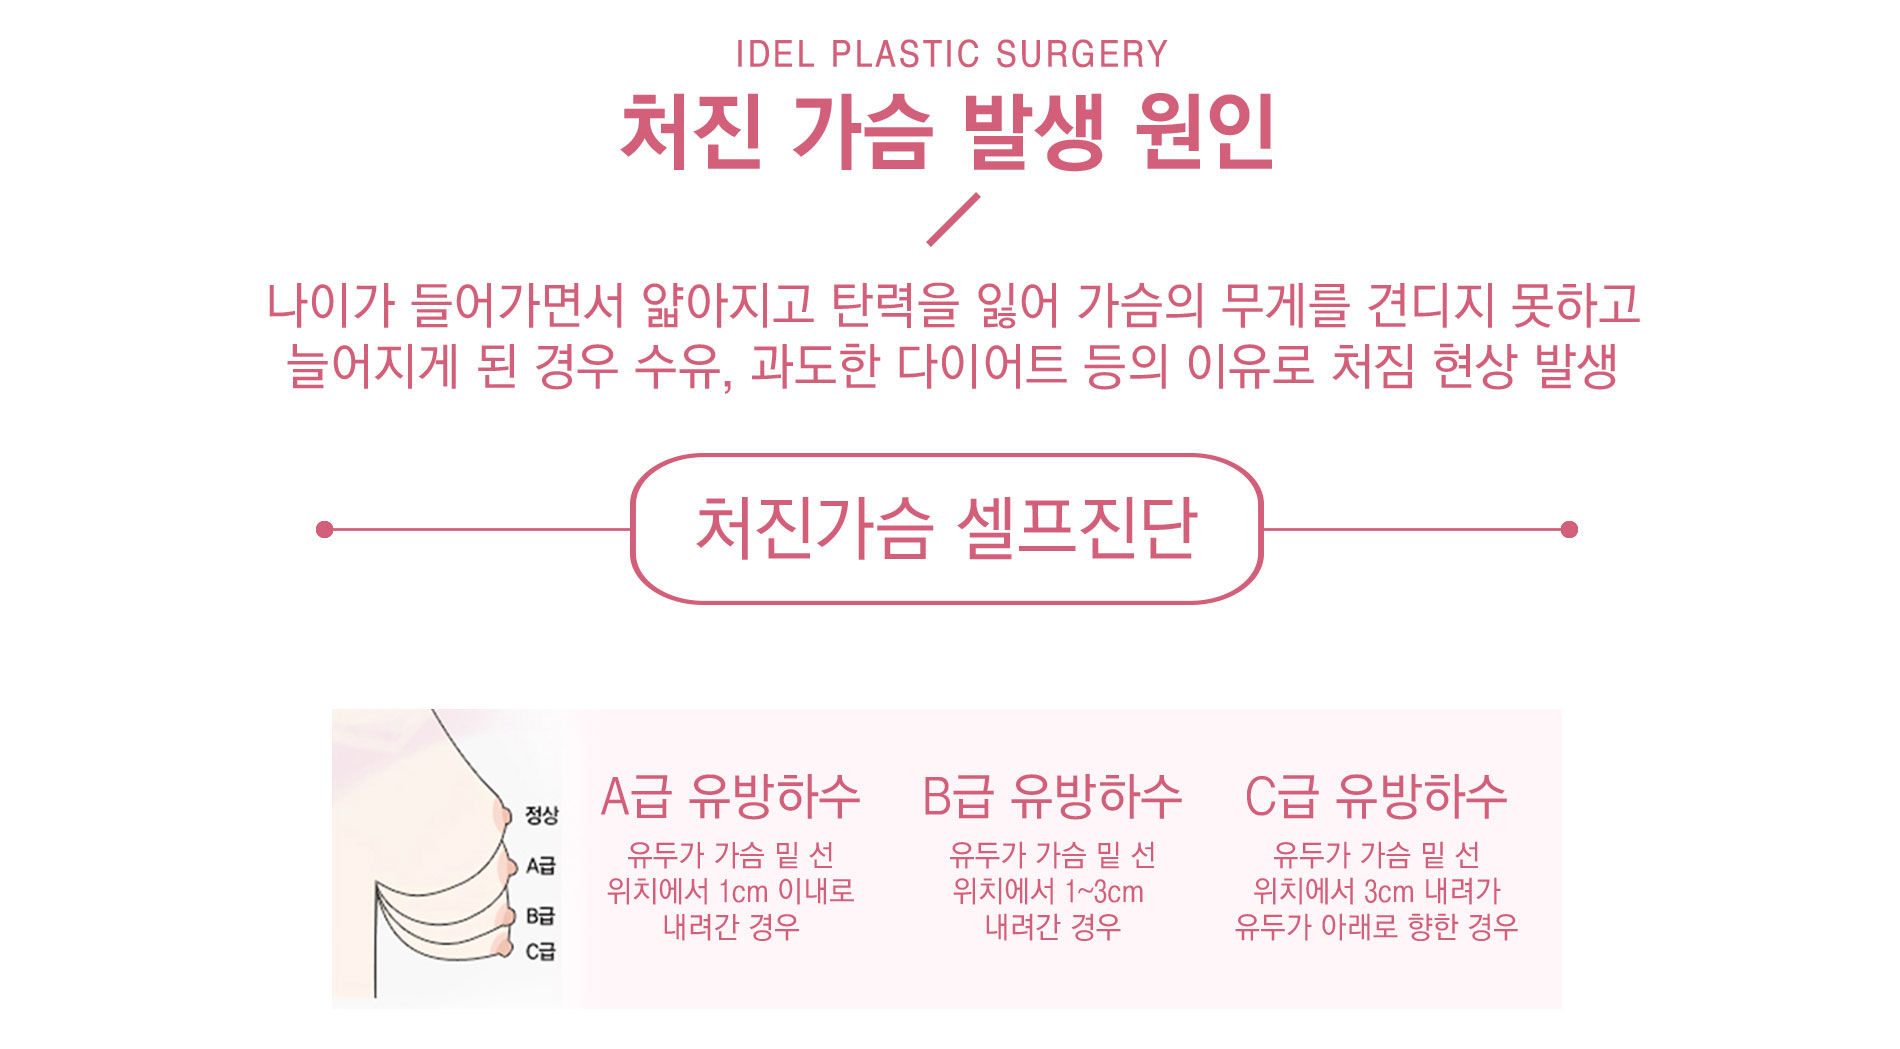 IDEL PLASTIC SURGERY
처진 가슴 발생 원인
나이가 들어가면서 얇아지고 탄력을 잃어 가슴의 무게를 견디지 못하고
늘어지게 된 경우 수유, 과도한 다이어트 등의 이유로 처짐 현상 발생
처진가슴 셀프진단
정상
A급
B급
C급
A급 유방하수
유두가 가슴 밑 선
위치에서 1cm 이내로
내려간 경우
B급 유방하수
유두가 가슴 밑 선
위치에서 1~3cm
내려간 경우
C급 유방하수
유두가 가슴 밑 선
위치에서 3cm 내려가
유두가 아래로 향한 경우